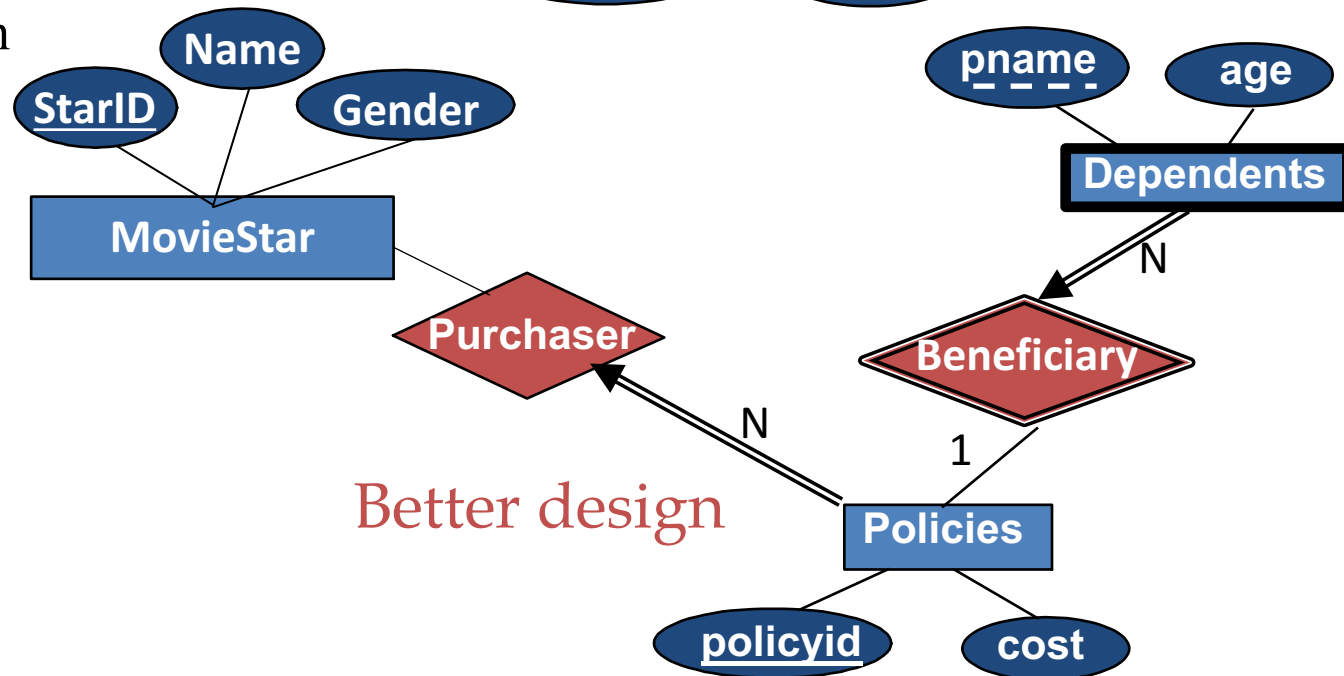 Name
pname
age
StarID
Gender
Dependents
MovieStar
N
Purchaser
Beneficiary
N
1
Better design
Policies
policyid
cost